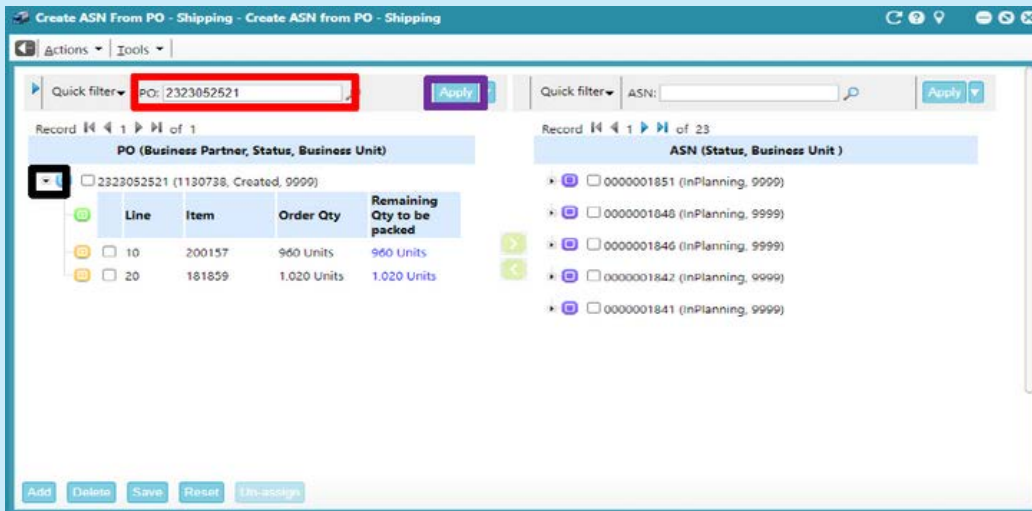 Create ASN From PO - Shipping - Create ASN from PO - Shipping
Actions Tools
Quick filter PO: 2323052521 Apply
Record 1 of 1
PO (Business Partner, Status, Business Unit)
2323052521 (1130738, Created, 9999)
Line Item Order Qty Remaining Qty to be packed
10 200157 960 Units 960 Units
20 181859 1.020 Units 1.020 Units
Quick filter ASN: Apply
Record 1 of 23
ASN (Status, Business Unit )
0000001851 (InPlanning, 9999)
0000001848 (InPlanning, 9999)
0000001846 (InPlanning, 9999)
0000001842 (InPlanning, 9999)
0000001841 (InPlanning, 9999)
Add Delete Save Reset Un-assign